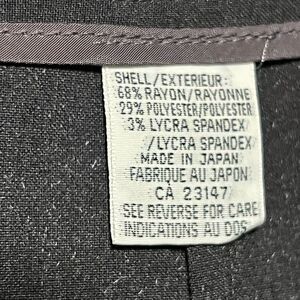 SHELL/EXTERIEUR:
68% RAYON/RAYONNE
29% POLYESTER/POLYESTER
3% LYCRA SPANDEX
/LYCRA SPANDEX
MADE IN JAPAN
FABRIQUE AU JAPON
CA 23147
SEE REVERSE FOR CARE
INDICATIONS AU DOS